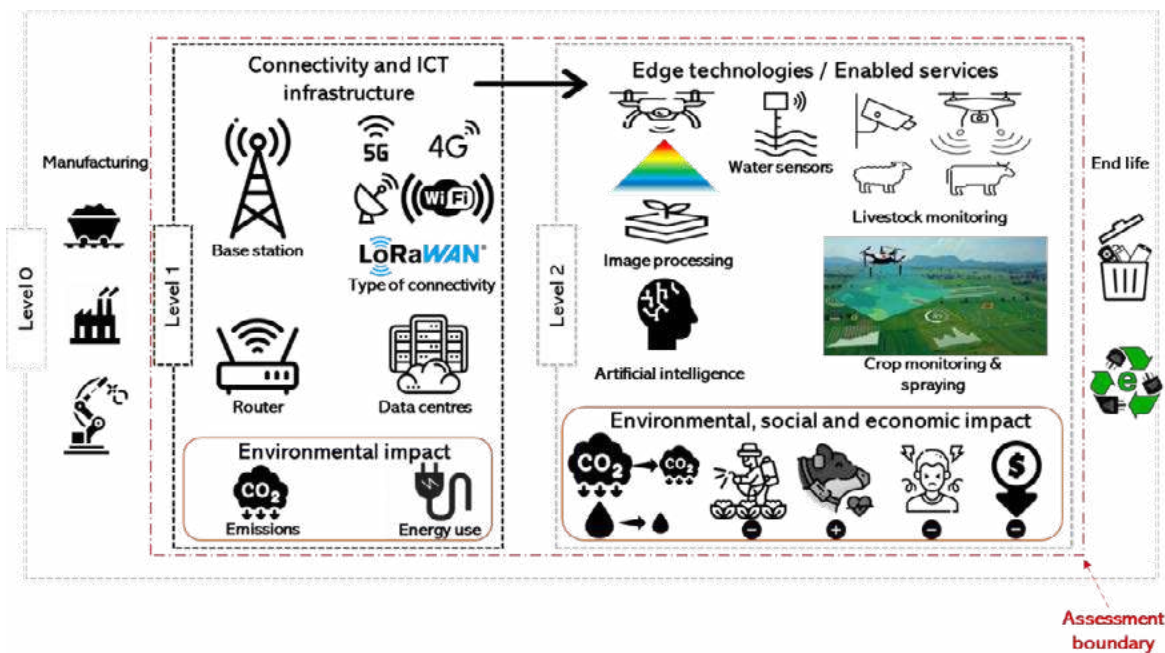 Level 0
Manufacturing
Level 1
Connectivity and ICT
infrastructure
Base station
5G
4G
WiFi
LoRaWAN®
Type of connectivity
Router
Data centres
Environmental impact
CO2
Emissions
Energy use
Level 2
Edge technologies / Enabled services
Water sensors
Livestock monitoring
Image processing
Artificial intelligence
Crop monitoring &
spraying
Environmental, social and economic impact
CO2
CO2
$
End life
e
Assessment
boundary